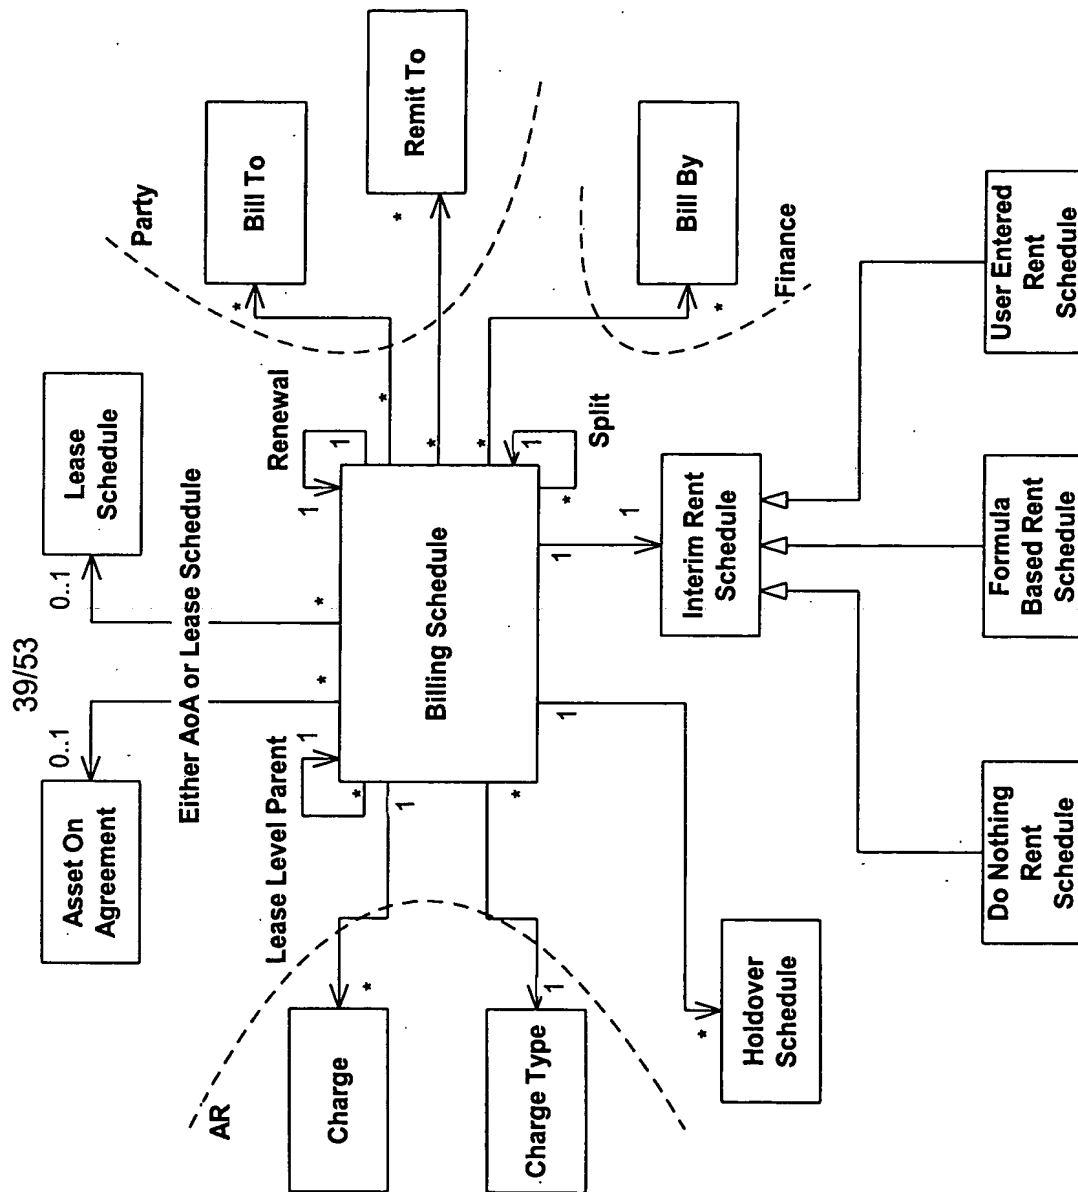 39/53
Asset On
Agreement
0..1
Lease
Schedule
0..1
Either AoA or Lease Schedule
*
*
Lease Level Parent
1
*
Renewal
1
1
Party
Bill To
*
*
Remit To
*
*
AR
Charge
*
1
Charge Type
1
*
Billing Schedule
Bill By
*
*
Finance
Split
1
*
Holdover
Schedule
*
1
Interim Rent
Schedule
1
1
Do Nothing
Rent
Schedule
Formula
Based Rent
Schedule
User Entered
Rent
Schedule